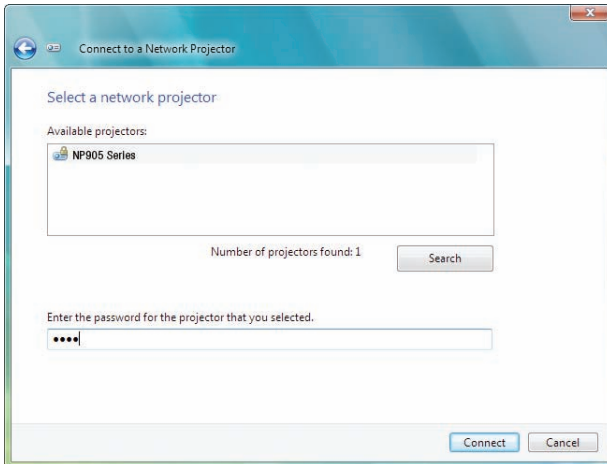 Connect to a Network Projector
Select a network projector
Available projectors:
NP905 Series
Number of projectors found: 1
Search
Enter the password for the projector that you selected.
••••
Connect
Cancel